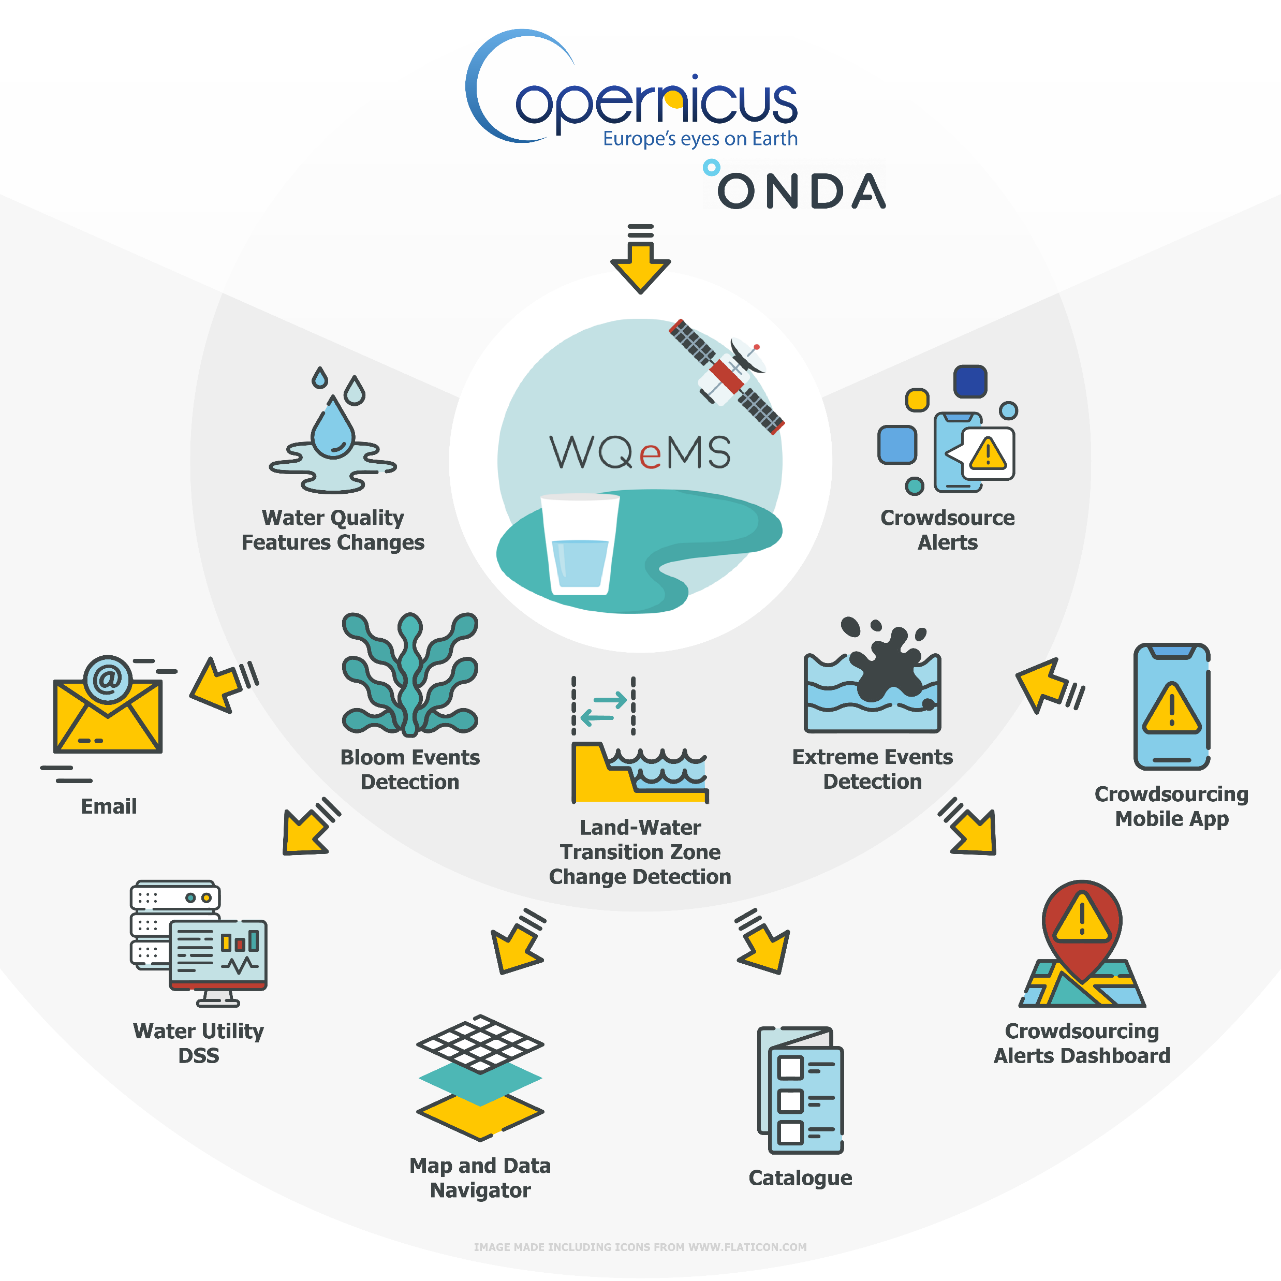 Copernicus
Europe's eyes on Earth
ONDA
WQeMS
Water Quality
Features Changes
Crowdsource
Alerts
Bloom Events
Detection
Extreme Events
Detection
Land-Water
Transition Zone
Change Detection
@
Email
Crowdsourcing
Mobile App
Water Utility
DSS
Crowdsourcing
Alerts Dashboard
Map and Data
Navigator
Catalogue
IMAGE MADE INCLUDING ICONS FROM WWW.FLATICON.COM